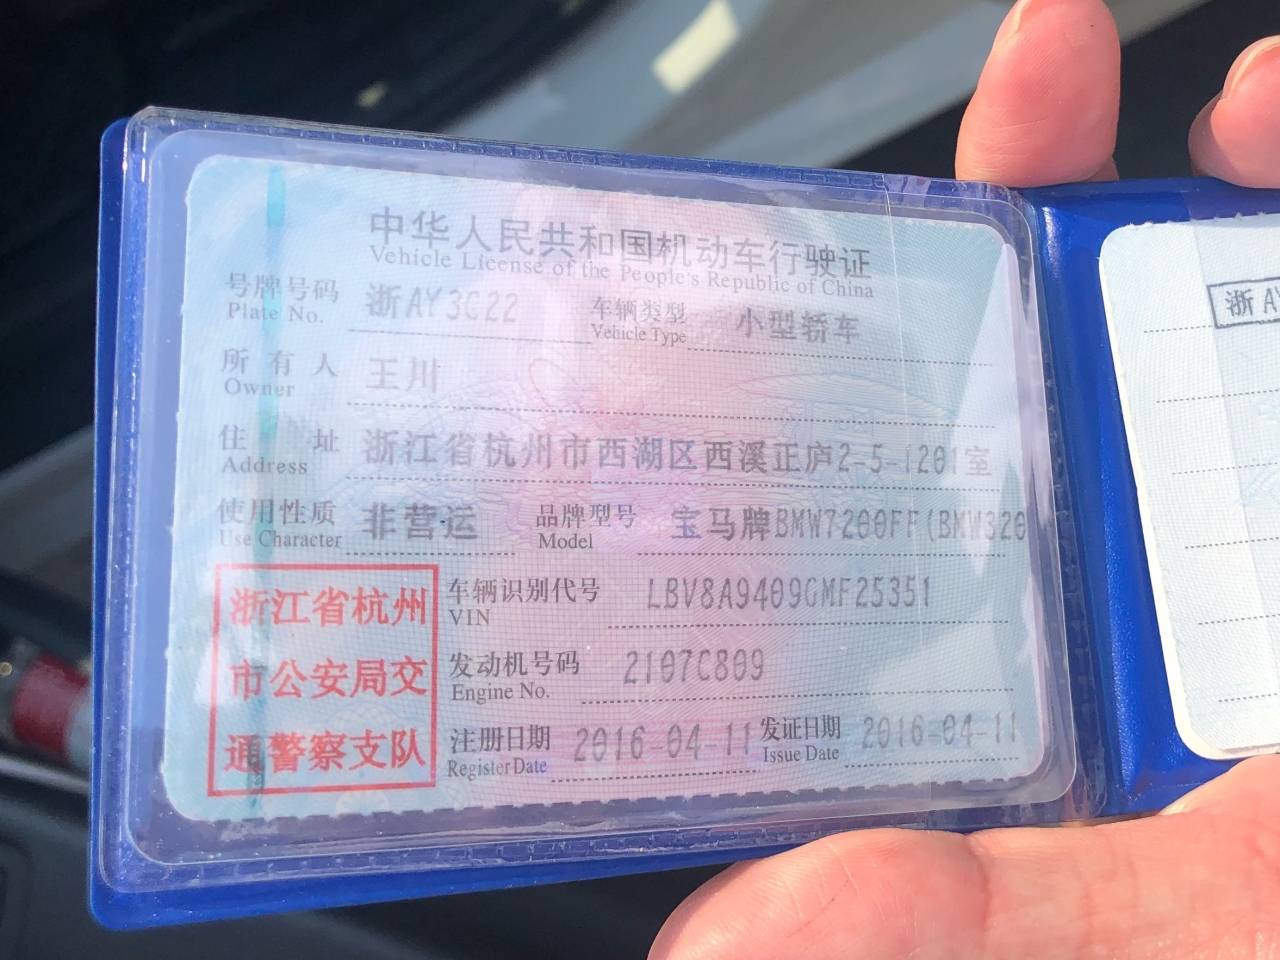 中华人民共和国机动车行驶证
Vehicle License of the People's Republic of China
号牌号码 浙AY3C22 车辆类型 小型轿车
Plate No. Vehicle Type
所有人 王川
Owner
住址 浙江省杭州市西湖区西溪正庐2-5-1201室
Address
使用性质 非营运 品牌型号 宝马牌BMW7200FF(BMW320
Use Character Model
浙江省杭州
市公安局交
通警察支队
车辆识别代号 LBV8A9409GMF25351
VIN
发动机号码 2107C809
Engine No.
注册日期 2016-04-11 发证日期 2016-04-11
Register Date Issue Date
浙AY